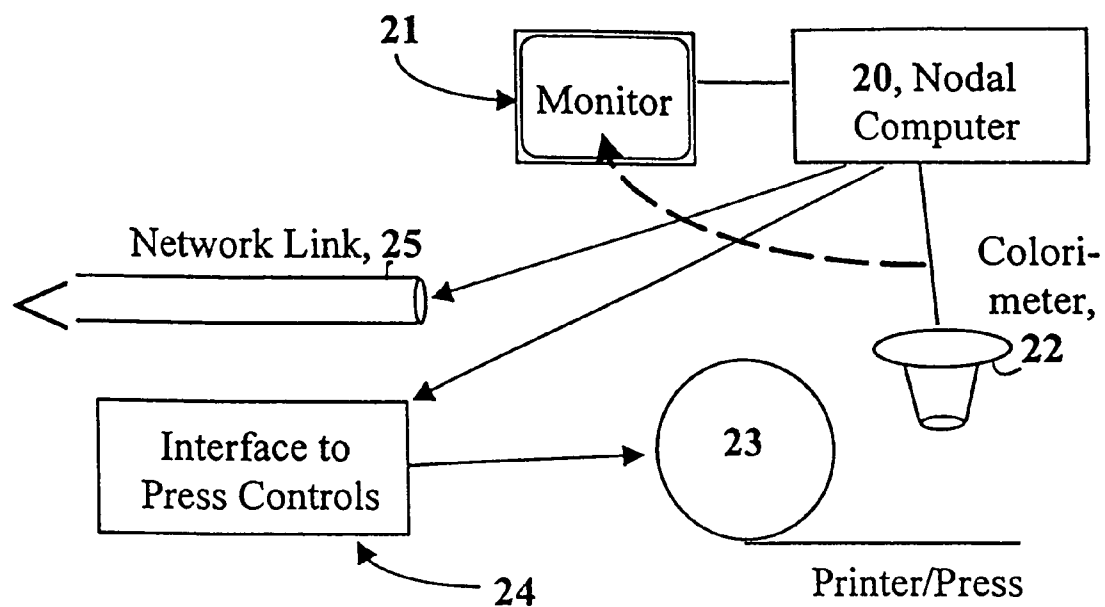 21
Monitor
20, Nodal
Computer
Network Link, 25
Colori-
meter,
22
Interface to
Press Controls
23
24
Printer/Press